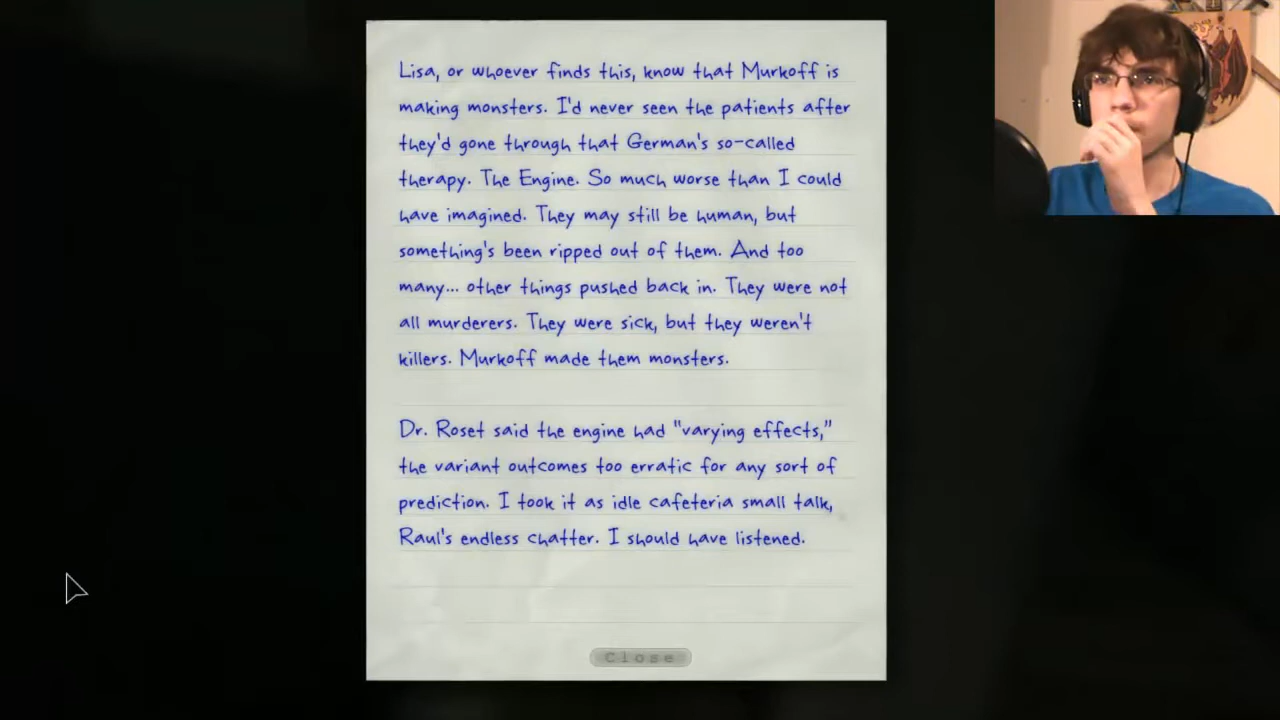 Lisa, or whoever finds this, know that Murkoff is
making monsters. I'd never seen the patients after
they'd gone through that German's so-called
therapy. The Engine. So much worse than I could
have imagined. They may still be human, but
something's been ripped out of them. And too
many... other things pushed back in. They were not
all murderers. They were sick, but they weren't
killers. Murkoff made them monsters.
Dr. Roset said the engine had "varying effects,"
the variant outcomes too erratic for any sort of
prediction. I took it as idle cafeteria small talk,
Raul's endless chatter. I should have listened.
Close